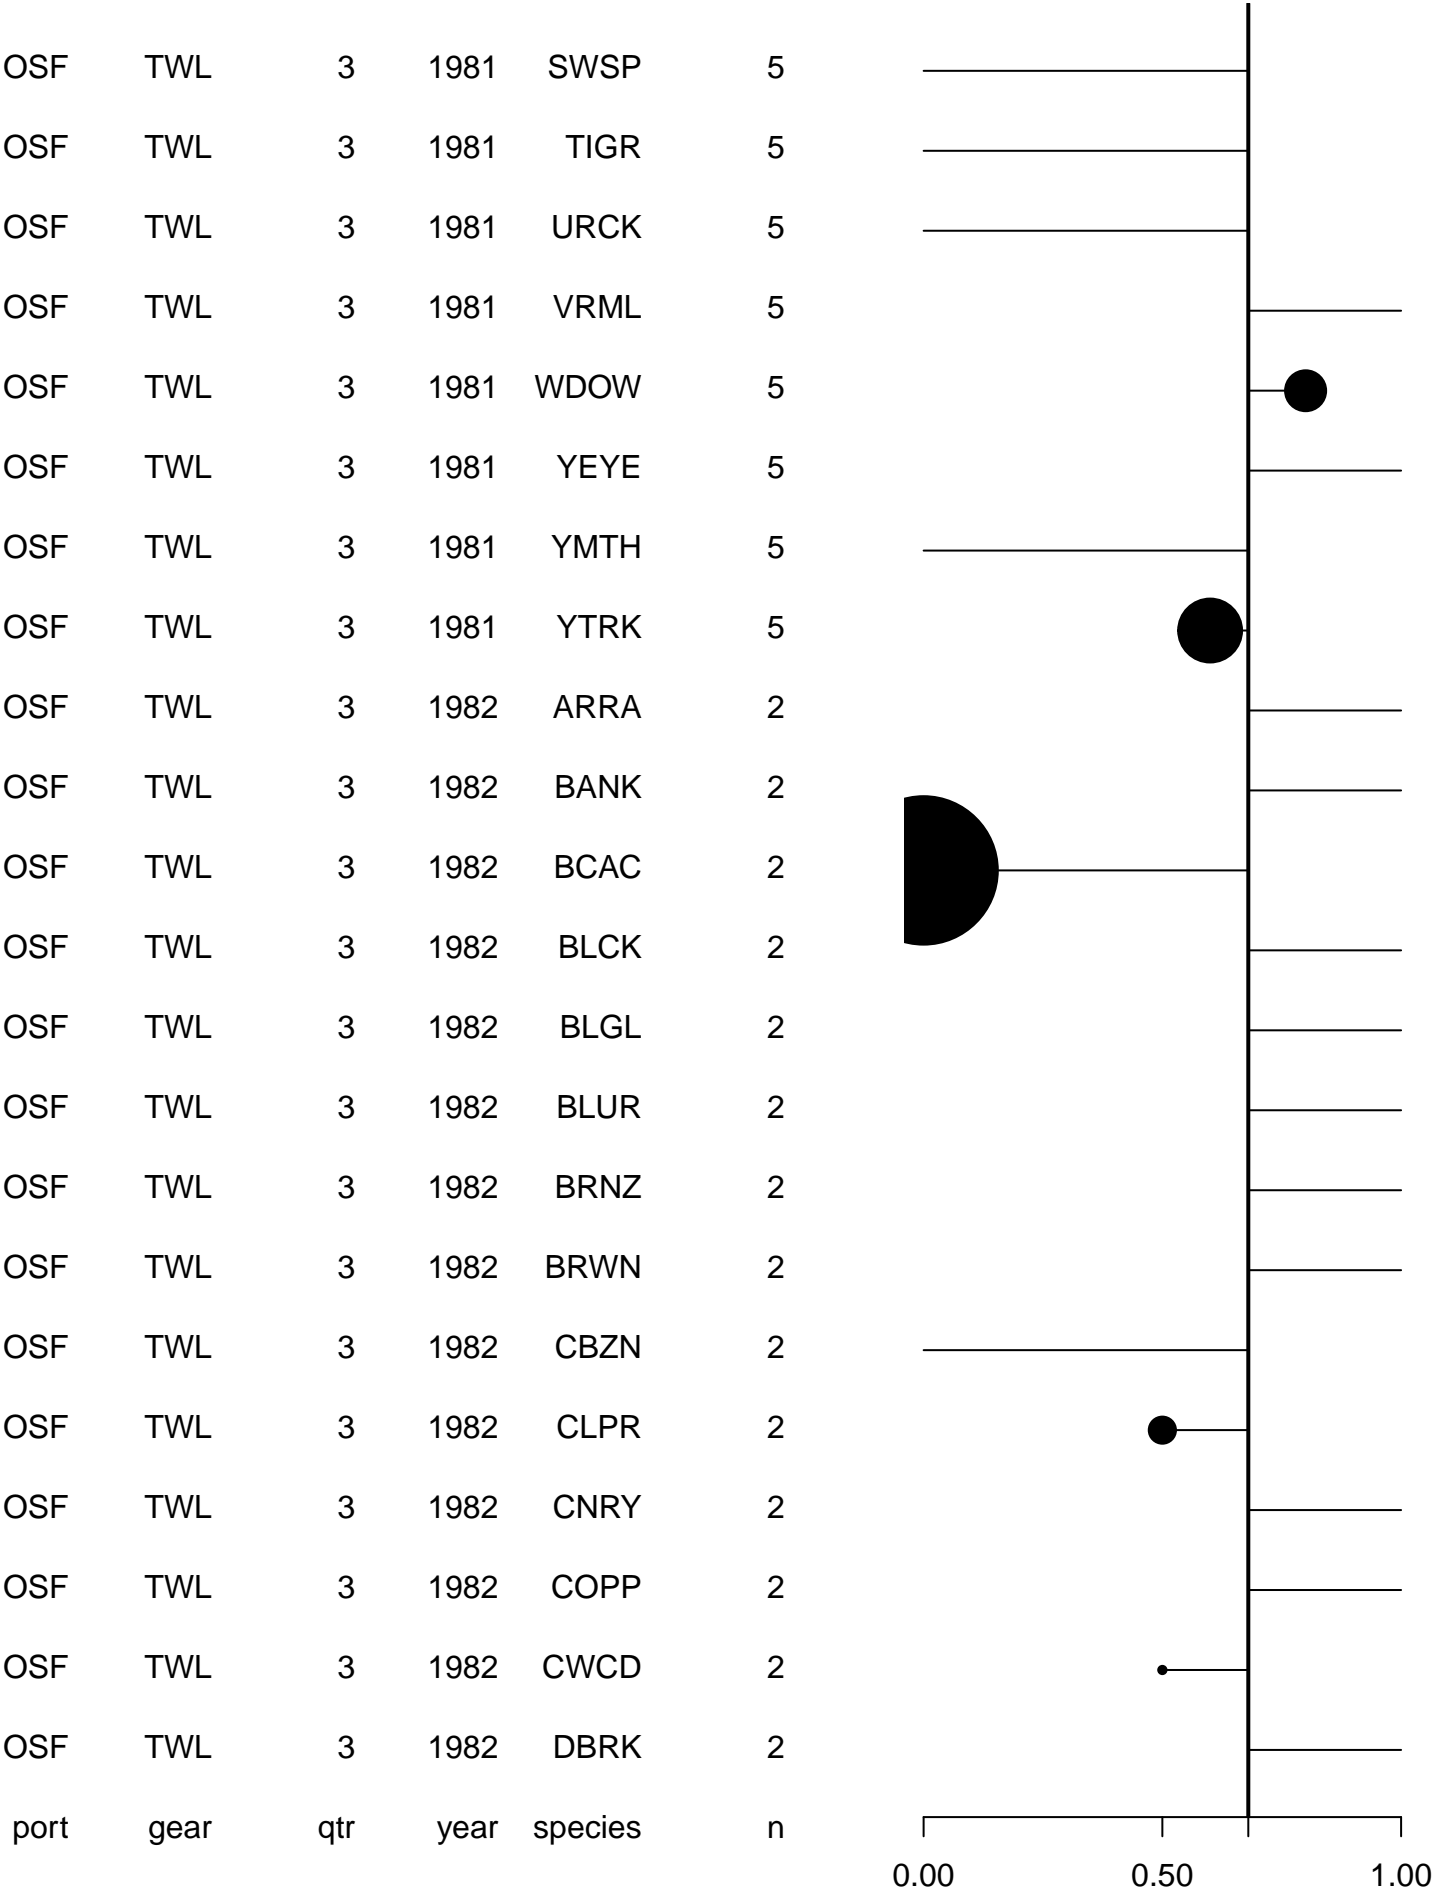 OSF TWL 3 1981 SWSP 5
OSF TWL 3 1981 TIGR 5
OSF TWL 3 1981 URCK 5
OSF TWL 3 1981 VRML 5
OSF TWL 3 1981 WDOW 5
OSF TWL 3 1981 YEYE 5
OSF TWL 3 1981 YMTH 5
OSF TWL 3 1981 YTRK 5
OSF TWL 3 1982 ARRA 2
OSF TWL 3 1982 BANK 2
OSF TWL 3 1982 BCAC 2
OSF TWL 3 1982 BLCK 2
OSF TWL 3 1982 BLGL 2
OSF TWL 3 1982 BLUR 2
OSF TWL 3 1982 BRNZ 2
OSF TWL 3 1982 BRWN 2
OSF TWL 3 1982 CBZN 2
OSF TWL 3 1982 CLPR 2
OSF TWL 3 1982 CNRY 2
OSF TWL 3 1982 COPP 2
OSF TWL 3 1982 CWCD 2
OSF TWL 3 1982 DBRK 2
port gear qtr year species n
0.00 0.50 1.00